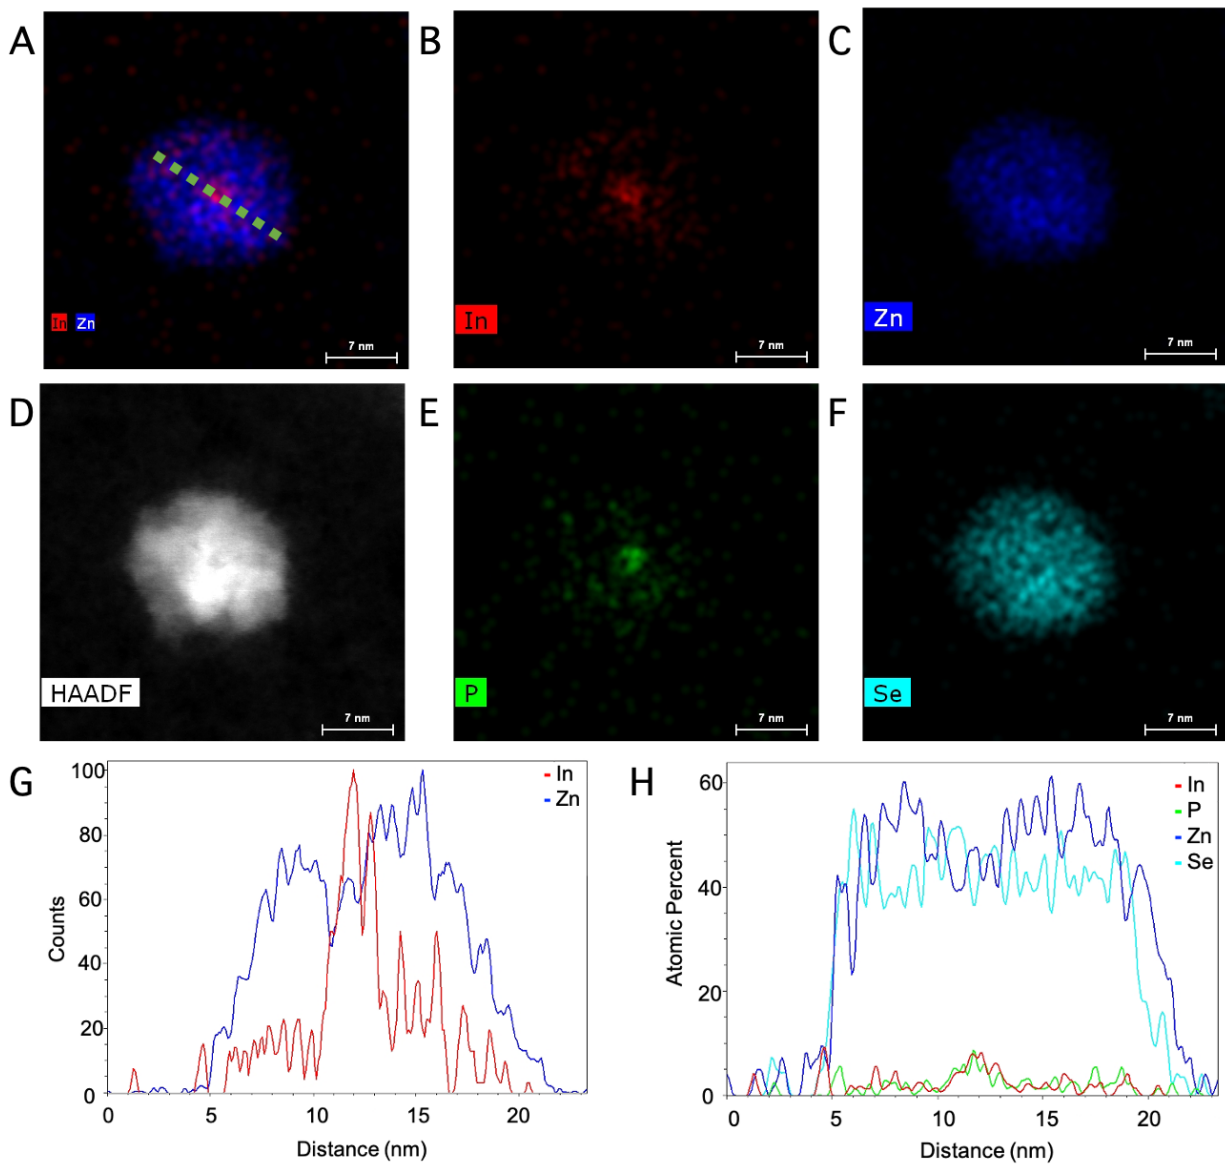 A
B
C
In Zn
7 nm
In
7 nm
Zn
7 nm
D
E
F
HAADF
7 nm
P
7 nm
Se
7 nm
G
In
Zn
Counts
100
80
60
40
20
0
0 5 10 15 20
Distance (nm)
H
In
P
Zn
Se
Atomic Percent
60
40
20
0
0 5 10 15 20
Distance (nm)